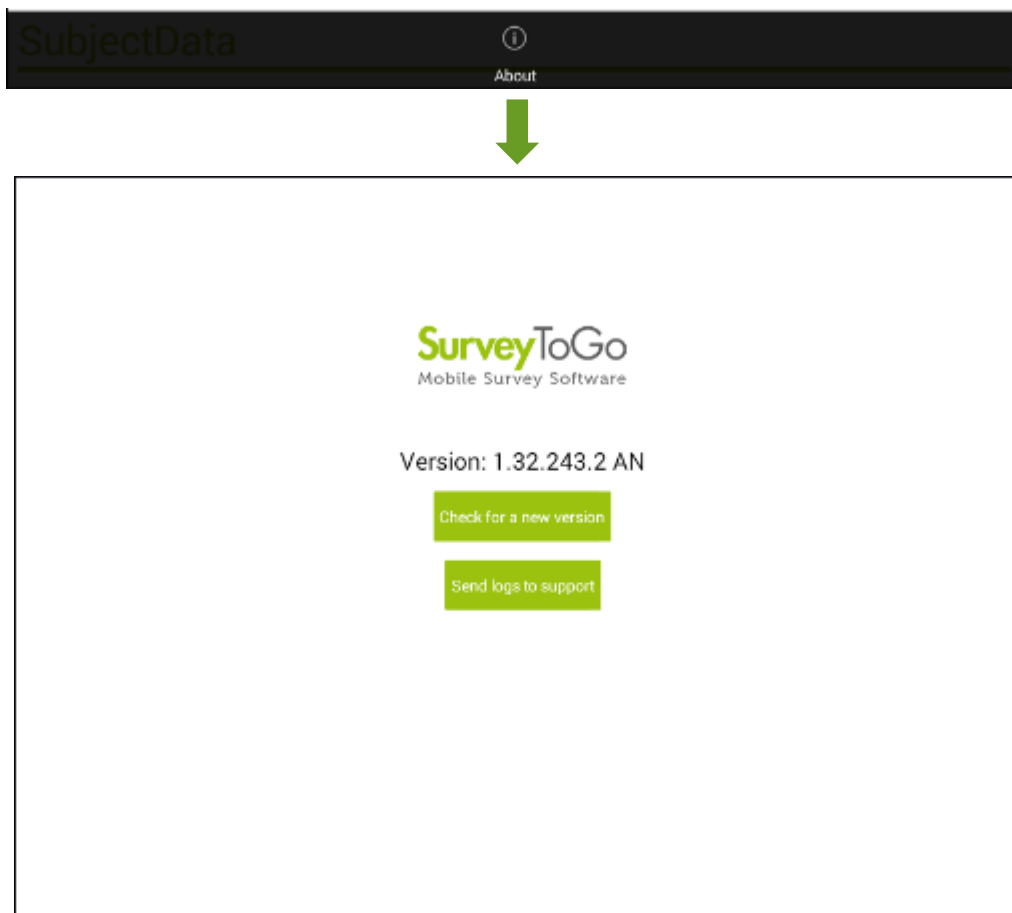 SubjectData
About
SurveyToGo
Mobile Survey Software
Version: 1.32.243.2 AN
Check for a new version
Send logs to support